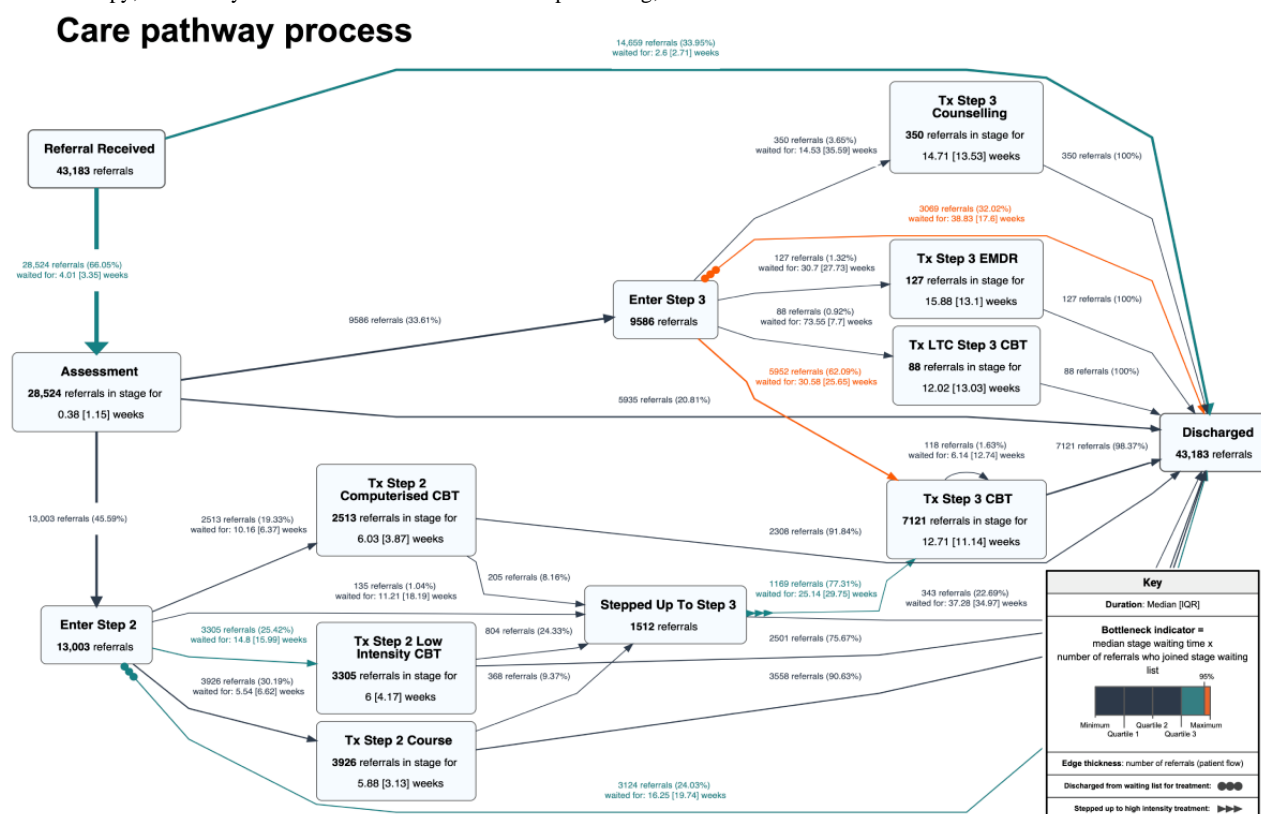 Care pathway process
14,659 referrals (33.95%)
waited for: 2.6 [2.71] weeks
Referral Received
43,183 referrals
28,524 referrals (66.05%)
waited for: 4.01 [3.35] weeks
Tx Step 3
Counselling
350 referrals in stage for
14.71 [13.53] weeks
350 referrals (3.65%)
waited for: 14.53 [35.59] weeks
350 referrals (100%)
3069 referrals (32.02%)
waited for: 38.83 [17.6] weeks
127 referrals (1.32%)
waited for: 30.7 [27.73] weeks
Tx Step 3 EMDR
127 referrals in stage for
15.88 [13.1] weeks
127 referrals (100%)
Enter Step 3
9586 referrals
9586 referrals (33.61%)
88 referrals (0.92%)
waited for: 73.55 [7.7] weeks
Tx LTC Step 3 CBT
88 referrals in stage for
12.02 [13.03] weeks
88 referrals (100%)
5952 referrals (62.09%)
waited for: 30.58 [25.65] weeks
Assessment
28,524 referrals in stage for
0.38 [1.15] weeks
5935 referrals (20.81%)
Discharged
43,183 referrals
118 referrals (1.63%)
waited for: 6.14 [12.74] weeks
7121 referrals (98.37%)
Tx Step 3 CBT
7121 referrals in stage for
12.71 [11.14] weeks
Tx Step 2
Computerised CBT
2513 referrals in stage for
6.03 [3.87] weeks
13,003 referrals (45.59%)
2513 referrals (19.33%)
waited for: 10.16 [6.37] weeks
2308 referrals (91.84%)
205 referrals (8.16%)
135 referrals (1.04%)
waited for: 11.21 [18.19] weeks
Stepped Up To Step 3
1512 referrals
1169 referrals (77.31%)
waited for: 25.14 [29.75] weeks
343 referrals (22.69%)
waited for: 37.28 [34.97] weeks
Enter Step 2
13,003 referrals
3305 referrals (25.42%)
waited for: 14.8 [15.99] weeks
Tx Step 2 Low
Intensity CBT
3305 referrals in stage for
6 [4.17] weeks
804 referrals (24.33%)
2501 referrals (75.67%)
368 referrals (9.37%)
3558 referrals (90.63%)
3926 referrals (30.19%)
waited for: 5.54 [6.62] weeks
Tx Step 2 Course
3926 referrals in stage for
5.88 [3.13] weeks
3124 referrals (24.03%)
waited for: 16.25 [19.74] weeks
Key
Duration: Median [IQR]
Bottleneck indicator =
median stage waiting time x
number of referrals who joined stage waiting
list
95%
Minimum Quartile 2 Maximum
Quartile 1 Quartile 3
Edge thickness: number of referrals (patient flow)
Discharged from waiting list for treatment:
Stepped up to high intensity treatment: